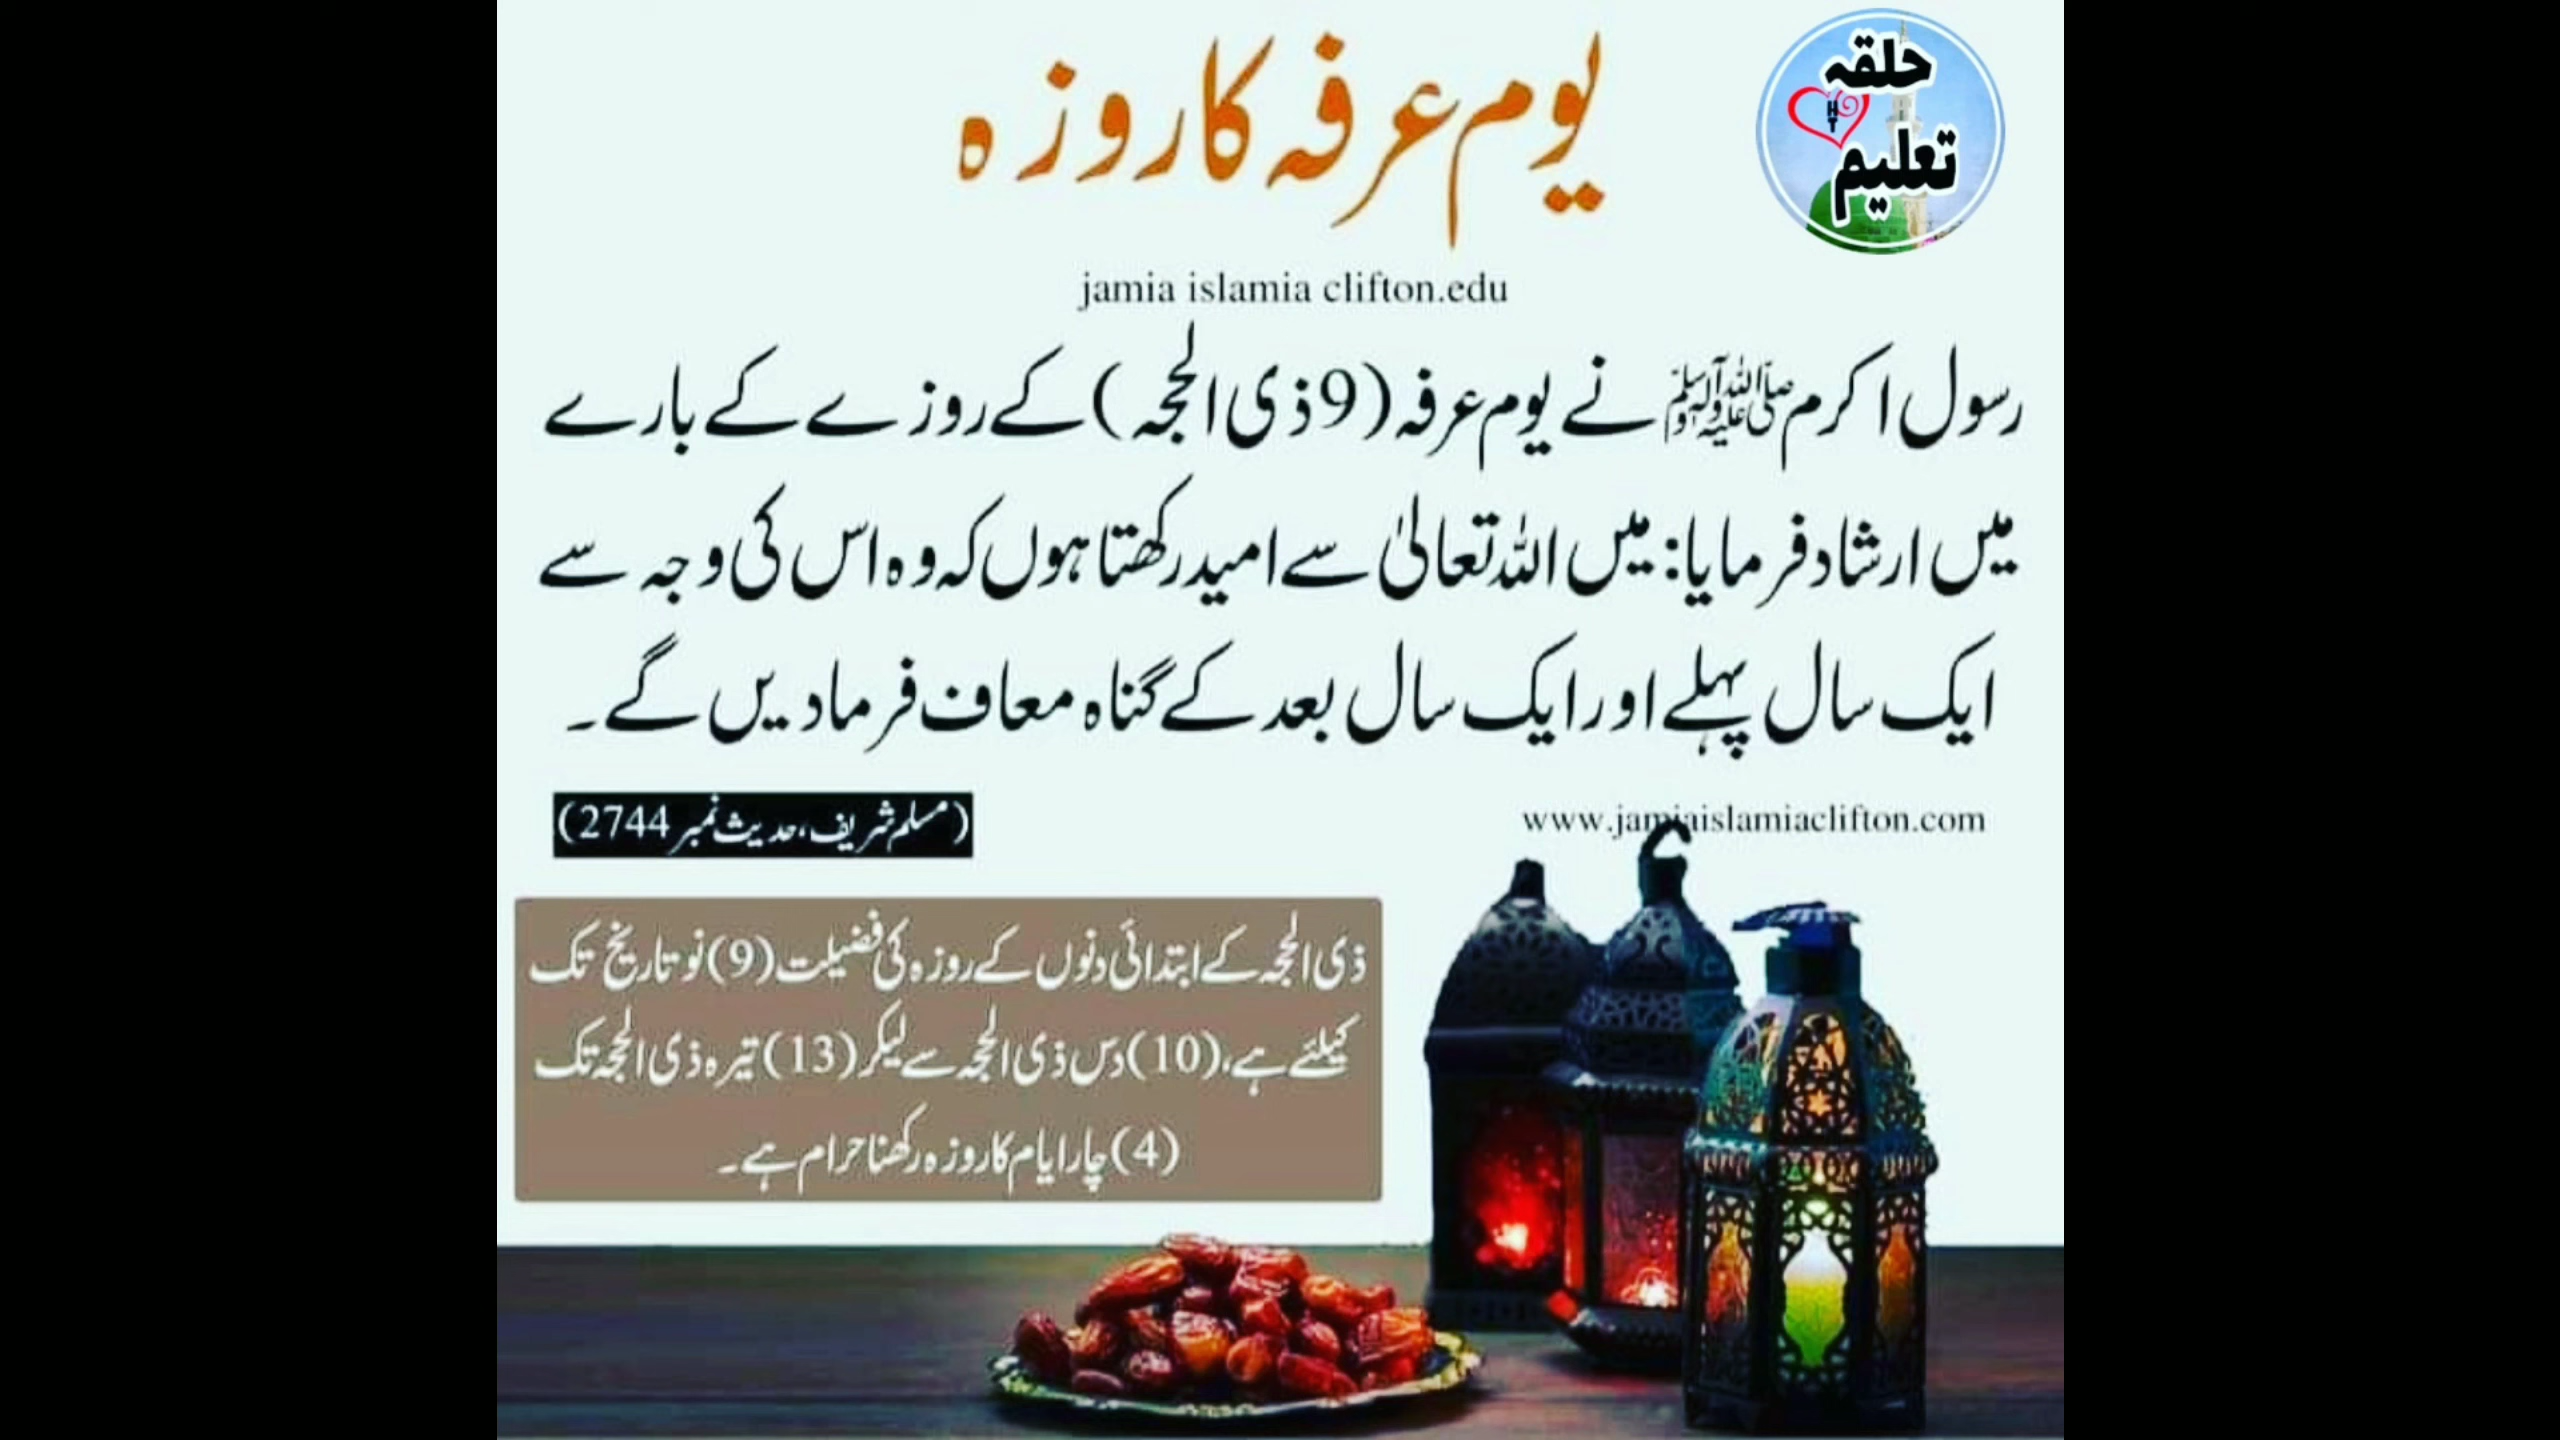 یوم عرفہ کا روزہ
حلقہ
HT
تعلیم
jamia islamia clifton.edu
رسول اکرم ﷺ نے یوم عرفہ (9 ذی الحجہ) کے روزے کے بارے
میں ارشاد فرمایا: میں اللہ تعالیٰ سے امید رکھتا ہوں کہ وہ اس کی وجہ سے
ایک سال پہلے اور ایک سال بعد کے گناہ معاف فرمادیں گے۔
(مسلم شریف، حدیث نمبر 2744)
www.jamiaislamiaclifton.com
ذی الحجہ کے ابتدائی دنوں کے روزہ کی فضیلت (9) نو تاریخ تک
کیلئے ہے، (10) دس ذی الحجہ سے لیکر (13) تیرہ ذی الحجہ تک
(4) چار ایام کا روزہ رکھنا حرام ہے۔